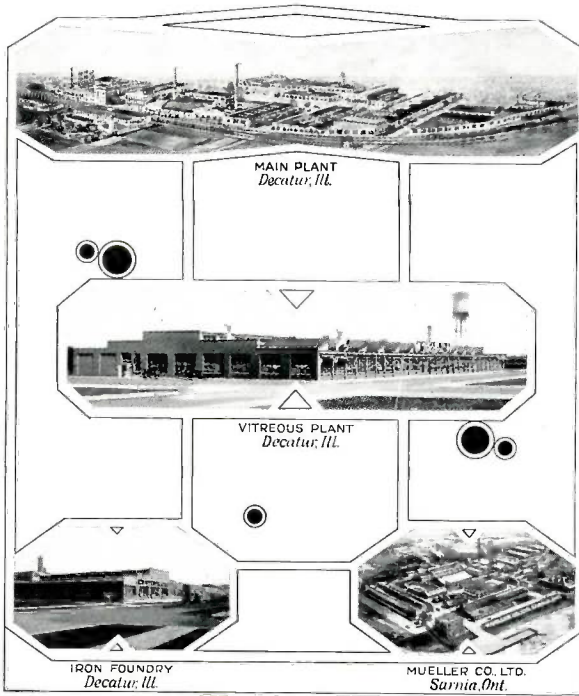 MAIN PLANT
Decatur, Ill.
VITREOUS PLANT
Decatur, Ill.
IRON FOUNDRY
Decatur, Ill.
MUELLER CO., LTD.
Sarnia, Ont.